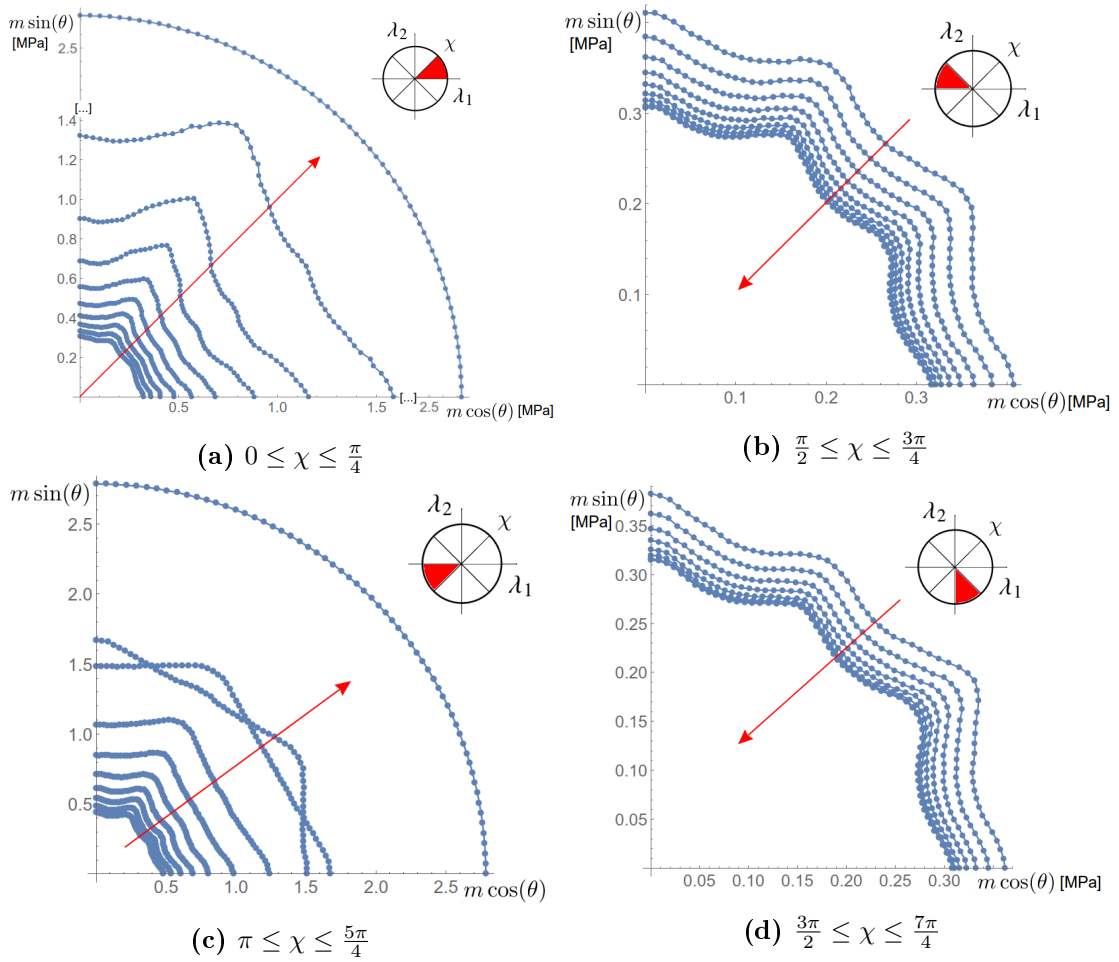 m sin(θ)
[MPa]
2.5
[...]
1.4
1.2
1.0
0.8
0.6
0.4
0.2
0.5
1.0
1.5
[...]
2.5
m cos(θ) [MPa]
λ₂
χ
λ₁
(a) 0 ≤ χ ≤ π/4
m sin(θ)
[MPa]
0.3
0.2
0.1
0.1
0.2
0.3
m cos(θ) [MPa]
λ₂
χ
λ₁
(b) π/2 ≤ χ ≤ 3π/4
m sin(θ)
2.5
2.0
1.5
1.0
0.5
0.5
1.0
1.5
2.0
2.5
m cos(θ)
λ₂
χ
λ₁
(c) π ≤ χ ≤ 5π/4
m sin(θ)
[MPa]
0.35
0.30
0.25
0.20
0.15
0.10
0.05
0.05
0.10
0.15
0.20
0.25
0.30
m cos(θ) [MPa]
λ₂
χ
λ₁
(d) 3π/2 ≤ χ ≤ 7π/4